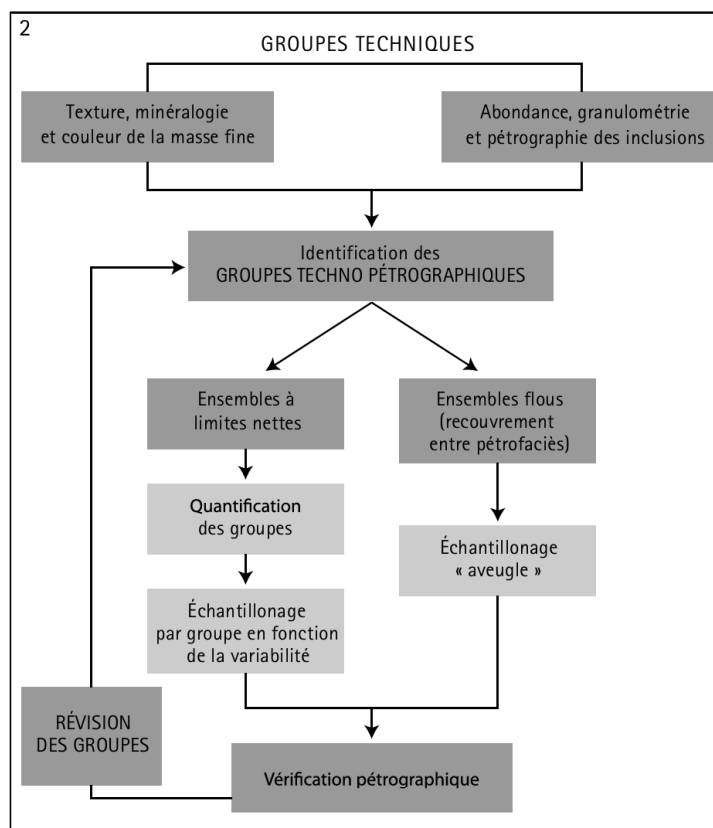 2
GROUPES TECHNIQUES
Texture, minéralogie
et couleur de la masse fine
Abondance, granulométrie
et pétrographie des inclusions
Identification des
GROUPES TECHNO PÉTROGRAPHIQUES
Ensembles à
limites nettes
Ensembles flous
(recouvrement
entre pétrofaciès)
Quantification
des groupes
Échantillonage
« aveugle »
Échantillonage
par groupe en fonction
de la variabilité
RÉVISION
DES GROUPES
Vérification pétrographique